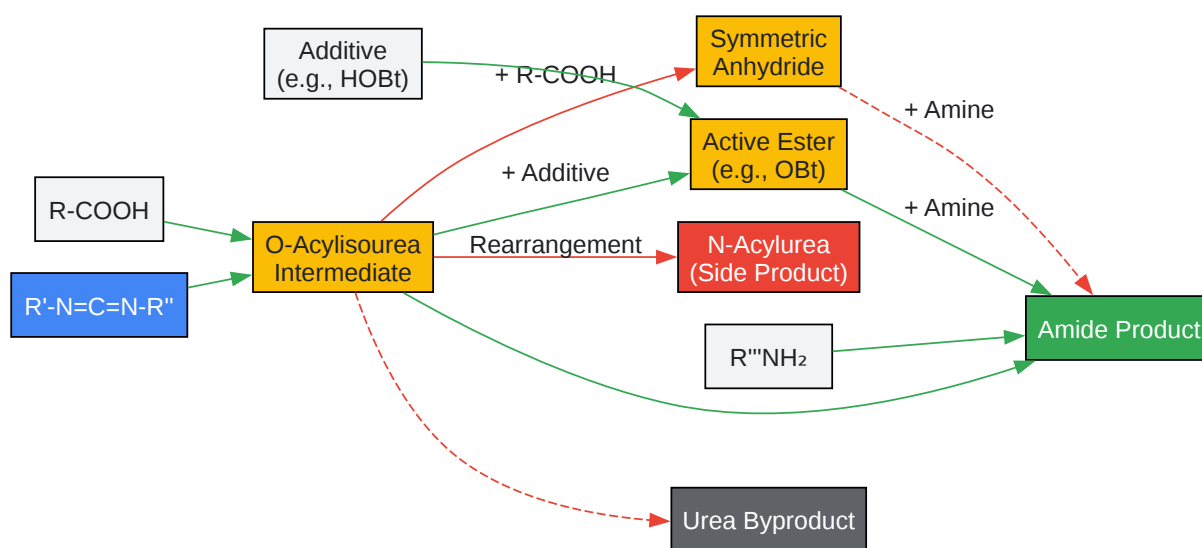 Symmetric
Anhydride
Additive
(e.g., HOBt)
+ R-COOH
+ Amine
Active Ester
(e.g., OBt)
+ Additive
R-COOH
+ Amine
O-Acylisourea
Intermediate
Rearrangement
N-Acylurea
(Side Product)
R'-N=C=N-R"
R'"NH₂
Amide Product
Urea Byproduct